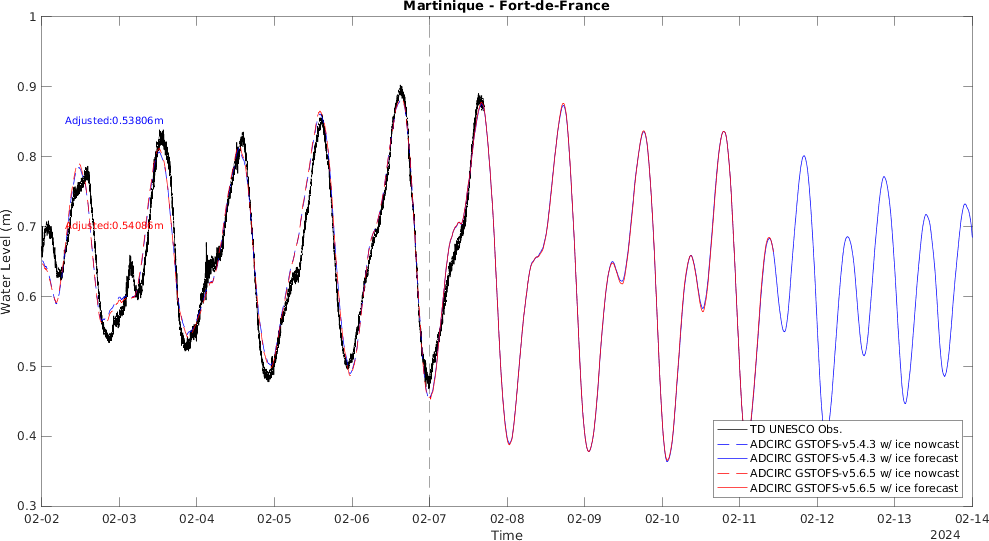 Martinique - Fort-de-France
1
0.9
0.8
0.7
0.6
0.5
0.4
0.3
Water Level (m)
Adjusted:0.53806m
Adjusted:0.54085m
TD UNESCO Obs.
ADCIRC GSTOFS-v5.4.3 w/ ice nowcast
ADCIRC GSTOFS-v5.4.3 w/ ice forecast
ADCIRC GSTOFS-v5.6.5 w/ ice nowcast
ADCIRC GSTOFS-v5.6.5 w/ ice forecast
02-02 02-03 02-04 02-05 02-06 02-07 02-08 02-09 02-10 02-11 02-12 02-13 02-14
Time
2024